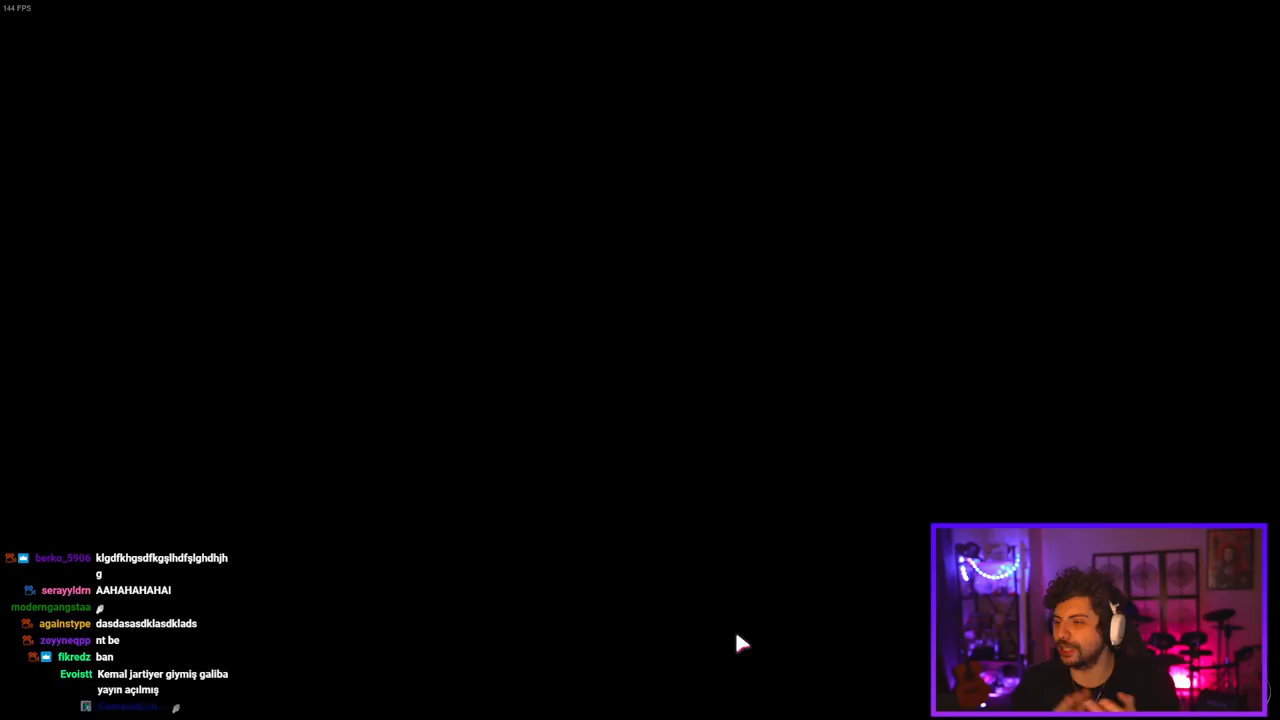 144 FPS
berko_5906 klgdfkhgsdfkgşlhdfşlghdhjh
g
serayyldrn AAHAHAHAHAI
moderngangstaa
againstype dasdasasdklasdklads
zeyyneqpp nt be
fikredz ban
Evoistt Kemal jartiyer giymiş galiba
yayın açılmış